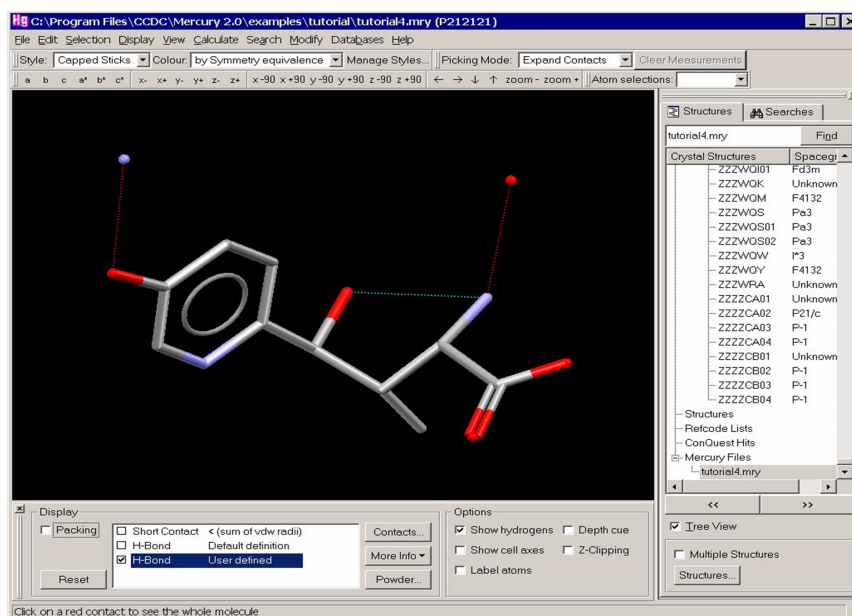 C:\Program Files\CCDC\Mercury 2.0\examples\tutorial\tutorial4.mry (P212121)
File Edit Selection Display View Calculate Search Modify Databases Help
Style: Capped Sticks Colour: by Symmetry equivalence Manage Styles... Picking Mode: Expand Contacts Clear Measurements
a b c a* b* c* x- x+ y- y+ z- z+ x-90 x+90 y-90 y+90 z-90 z+90 ← → ↓ ↑ zoom- zoom+ Atom selections:
Structures Searches
tutorial4.mry Find
Crystal Structures Spacegr
ZZZWQI01 Fd3m
ZZZWQK Unknown
ZZZWQM F4132
ZZZWQS Pa3
ZZZWQS01 Pa3
ZZZWQS02 Pa3
ZZZWQW I*3
ZZZWQY F4132
ZZZWRA Unknown
ZZZZCA01 Unknown
ZZZZCA02 P21/c
ZZZZCA03 P-1
ZZZZCA04 P-1
ZZZZCB01 Unknown
ZZZZCB02 P-1
ZZZZCB03 P-1
ZZZZCB04 P-1
Structures
Refcode Lists
ConQuest Hits
Mercury Files
tutorial4.mry
<< >>
Tree View
Multiple Structures
Structures...
Display
Packing
Reset
Short Contact < (sum of vdw radii)
H-Bond Default definition
H-Bond User defined
Contacts...
More Info
Powder...
Options
Show hydrogens Depth cue
Show cell axes Z-Clipping
Label atoms
Click on a red contact to see the whole molecule